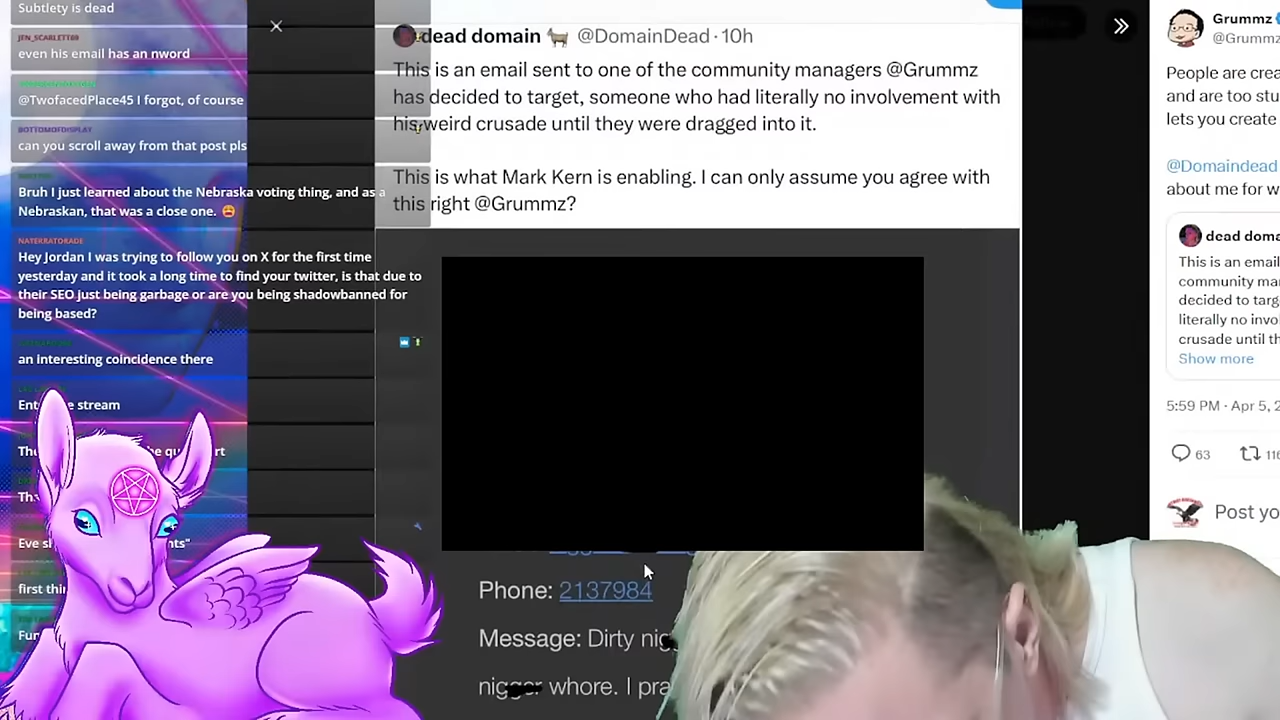 Subtlety is dead
JEN_SCARLETT89
even his email has an nword
@TwofacedPlace45 I forgot, of course
BOTTOMOFDISPLAY
can you scroll away from that post pls
Bruh I just learned about the Nebraska voting thing, and as a
Nebraskan, that was a close one. 😩
NATEKRATORADE
Hey Jordan I was trying to follow you on X for the first time
yesterday and it took a long time to find your twitter, is that due to
their SEO just being garbage or are you being shadowbanned for
being based?
an interesting coincidence there
dead domain 🐐 @DomainDead · 10h
This is an email sent to one of the community managers @Grummz
has decided to target, someone who had literally no involvement with
his weird crusade until they were dragged into it.
This is what Mark Kern is enabling. I can only assume you agree with
this right @Grummz?
Phone: 2137984
Message: Dirty nig
whore. I pra
Grummz
@Grummz
People are crea
and are too stu
lets you create
@Domaindead
about me for w
dead doma
This is an email
community ma
decided to targ
literally no invol
crusade until th
Show more
5:59 PM · Apr 5, 2
63
116
Post yo